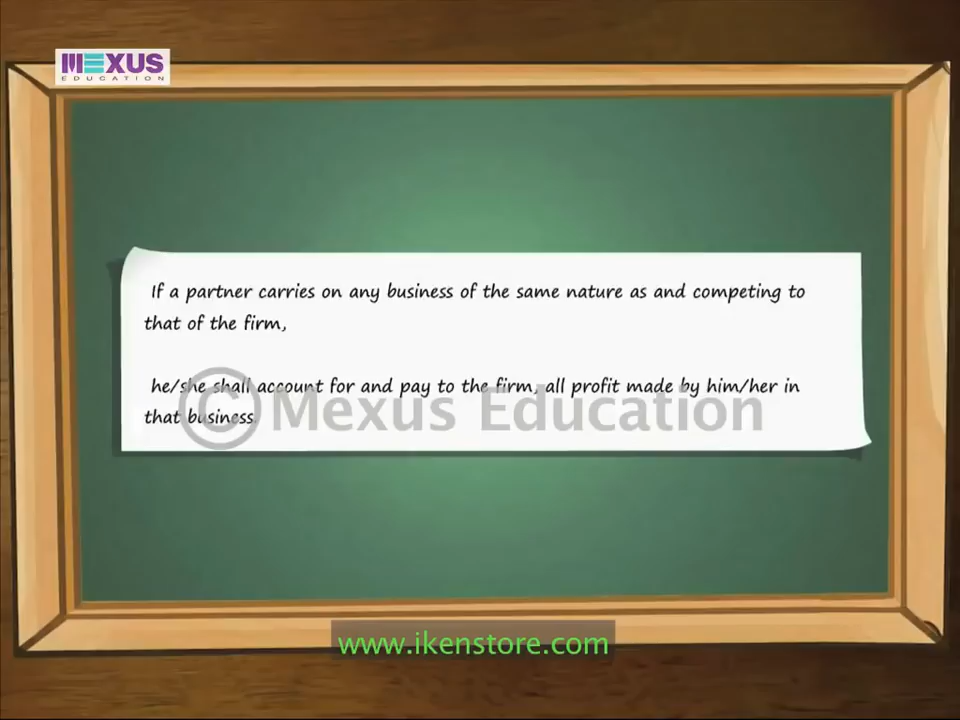 MEXUS
EDUCATION
If a partner carries on any business of the same nature as and competing to
that of the firm,
he/she shall account for and pay to the firm, all profit made by him/her in
that business.
© Mexus Education
www.ikenstore.com